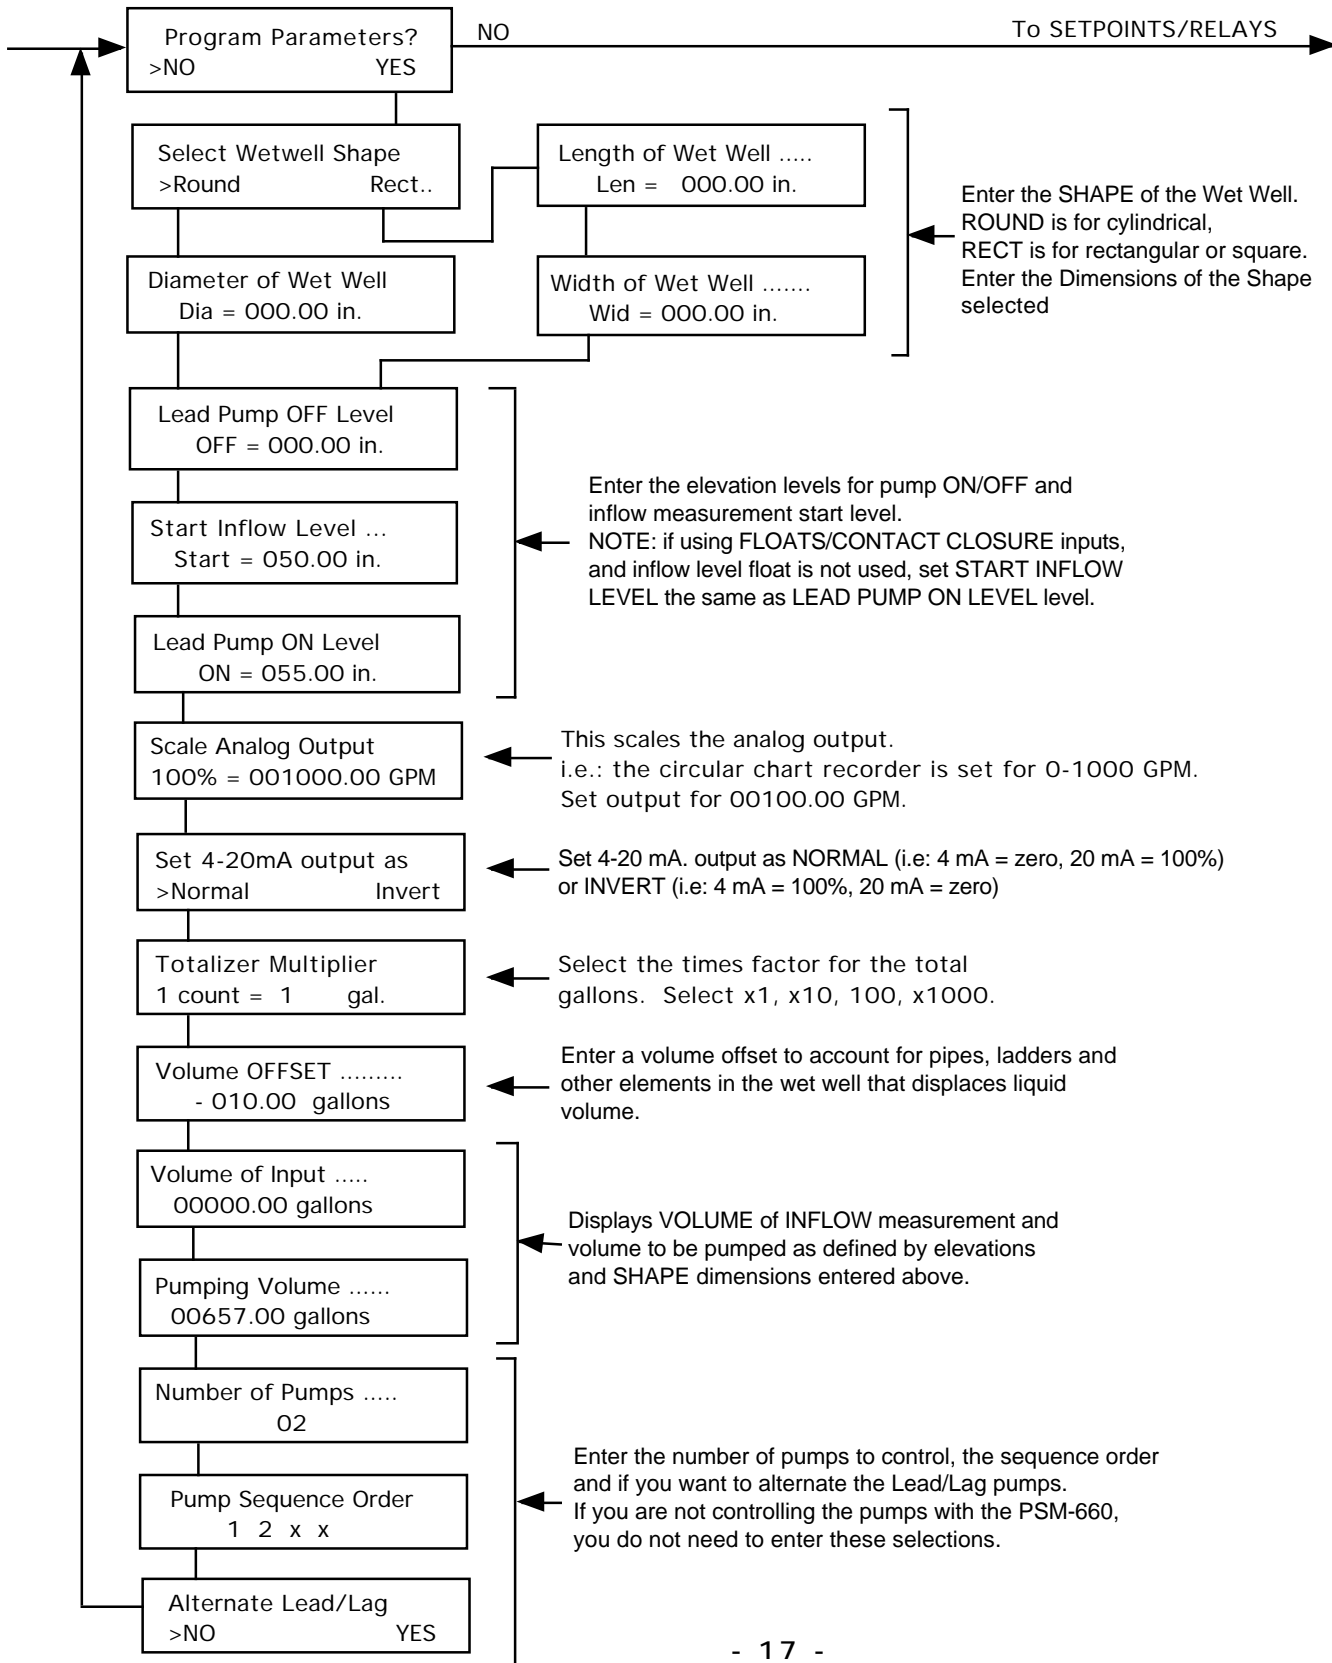 Program Parameters?
>NO YES
NO
To SETPOINTS/RELAYS
Select Wetwell Shape
>Round Rect..
Length of Wet Well .....
Len = 000.00 in.
Enter the SHAPE of the Wet Well.
ROUND is for cylindrical,
RECT is for rectangular or square.
Enter the Dimensions of the Shape
selected
Diameter of Wet Well
Dia = 000.00 in.
Width of Wet Well .......
Wid = 000.00 in.
Lead Pump OFF Level
OFF = 000.00 in.
Start Inflow Level ...
Start = 050.00 in.
Lead Pump ON Level
ON = 055.00 in.
Enter the elevation levels for pump ON/OFF and
inflow measurement start level.
NOTE: if using FLOATS/CONTACT CLOSURE inputs,
and inflow level float is not used, set START INFLOW
LEVEL the same as LEAD PUMP ON LEVEL level.
Scale Analog Output
100% = 001000.00 GPM
This scales the analog output.
i.e.: the circular chart recorder is set for 0-1000 GPM.
Set output for 00100.00 GPM.
Set 4-20mA output as
>Normal Invert
Set 4-20 mA. output as NORMAL (i.e: 4 mA = zero, 20 mA = 100%)
or INVERT (i.e: 4 mA = 100%, 20 mA = zero)
Totalizer Multiplier
1 count = 1 gal.
Select the times factor for the total
gallons. Select x1, x10, 100, x1000.
Volume OFFSET .........
- 010.00 gallons
Enter a volume offset to account for pipes, ladders and
other elements in the wet well that displaces liquid
volume.
Volume of Input .....
00000.00 gallons
Pumping Volume ......
00657.00 gallons
Displays VOLUME of INFLOW measurement and
volume to be pumped as defined by elevations
and SHAPE dimensions entered above.
Number of Pumps .....
02
Pump Sequence Order
1 2 x x
Alternate Lead/Lag
>NO YES
Enter the number of pumps to control, the sequence order
and if you want to alternate the Lead/Lag pumps.
If you are not controlling the pumps with the PSM-660,
you do not need to enter these selections.
- 17 -